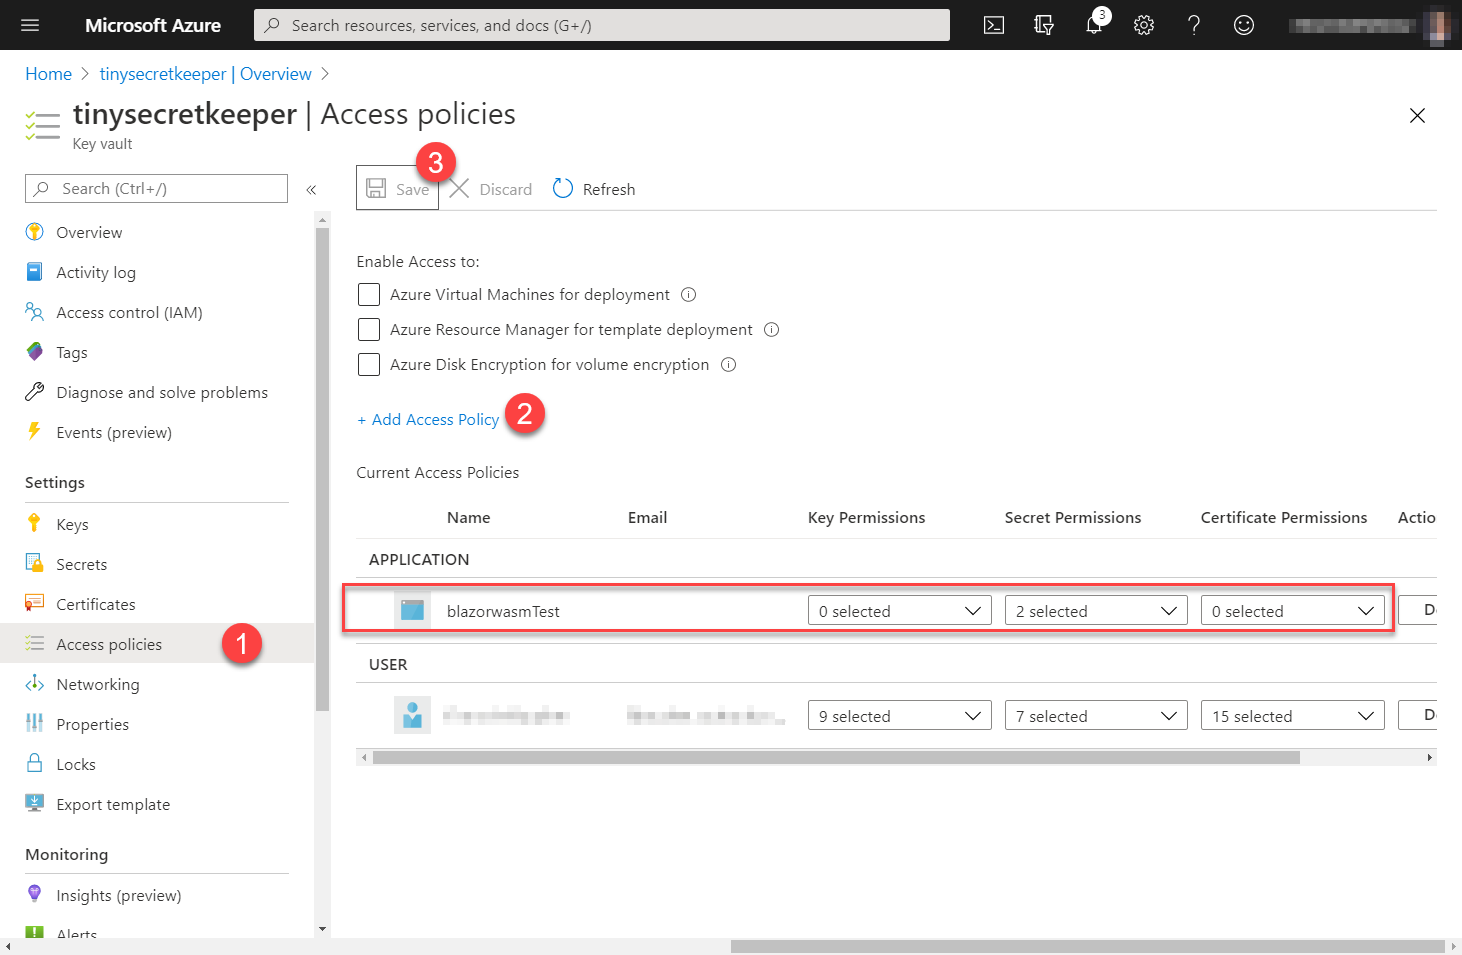 Microsoft Azure
Search resources, services, and docs (G+/)
3
Home > tinysecretkeeper | Overview >
tinysecretkeeper | Access policies
Key vault
Search (Ctrl+/)
«
Overview
Activity log
Access control (IAM)
Tags
Diagnose and solve problems
Events (preview)
Settings
Keys
Secrets
Certificates
Access policies
1
Networking
Properties
Locks
Export template
Monitoring
Insights (preview)
Alerts
3
Save
Discard
Refresh
Enable Access to:
Azure Virtual Machines for deployment
Azure Resource Manager for template deployment
Azure Disk Encryption for volume encryption
+ Add Access Policy
2
Current Access Policies
Name Email Key Permissions Secret Permissions Certificate Permissions Actio
APPLICATION
blazorwasmTest 0 selected 2 selected 0 selected D
USER
9 selected 7 selected 15 selected D